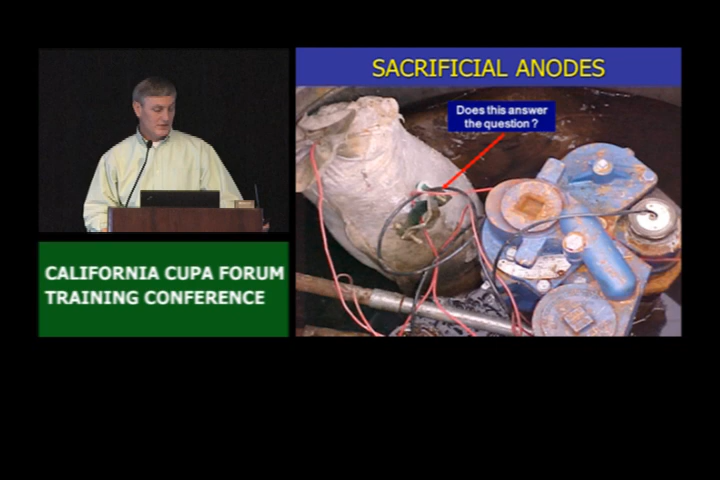 SACRIFICIAL ANODES
Does this answer
the question ?
CALIFORNIA CUPA FORUM
TRAINING CONFERENCE